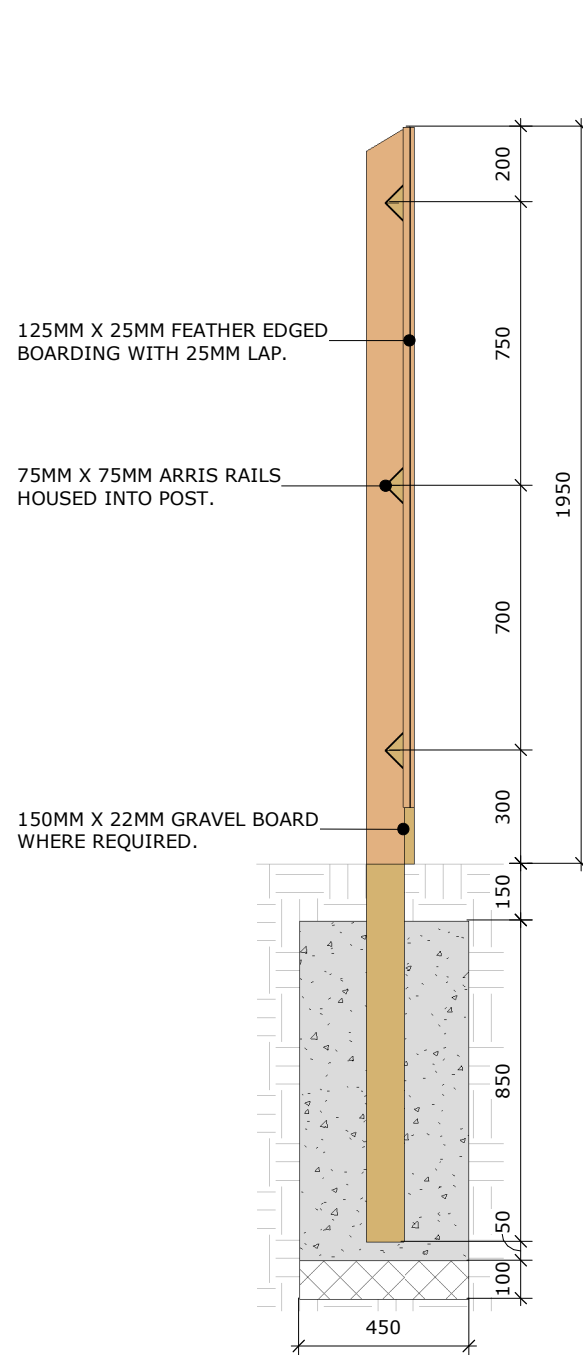 200
125MM X 25MM FEATHER EDGED
BOARDING WITH 25MM LAP.
750
75MM X 75MM ARRIS RAILS
HOUSED INTO POST.
1950
700
150MM X 22MM GRAVEL BOARD
WHERE REQUIRED.
300
150
850
50
100
450